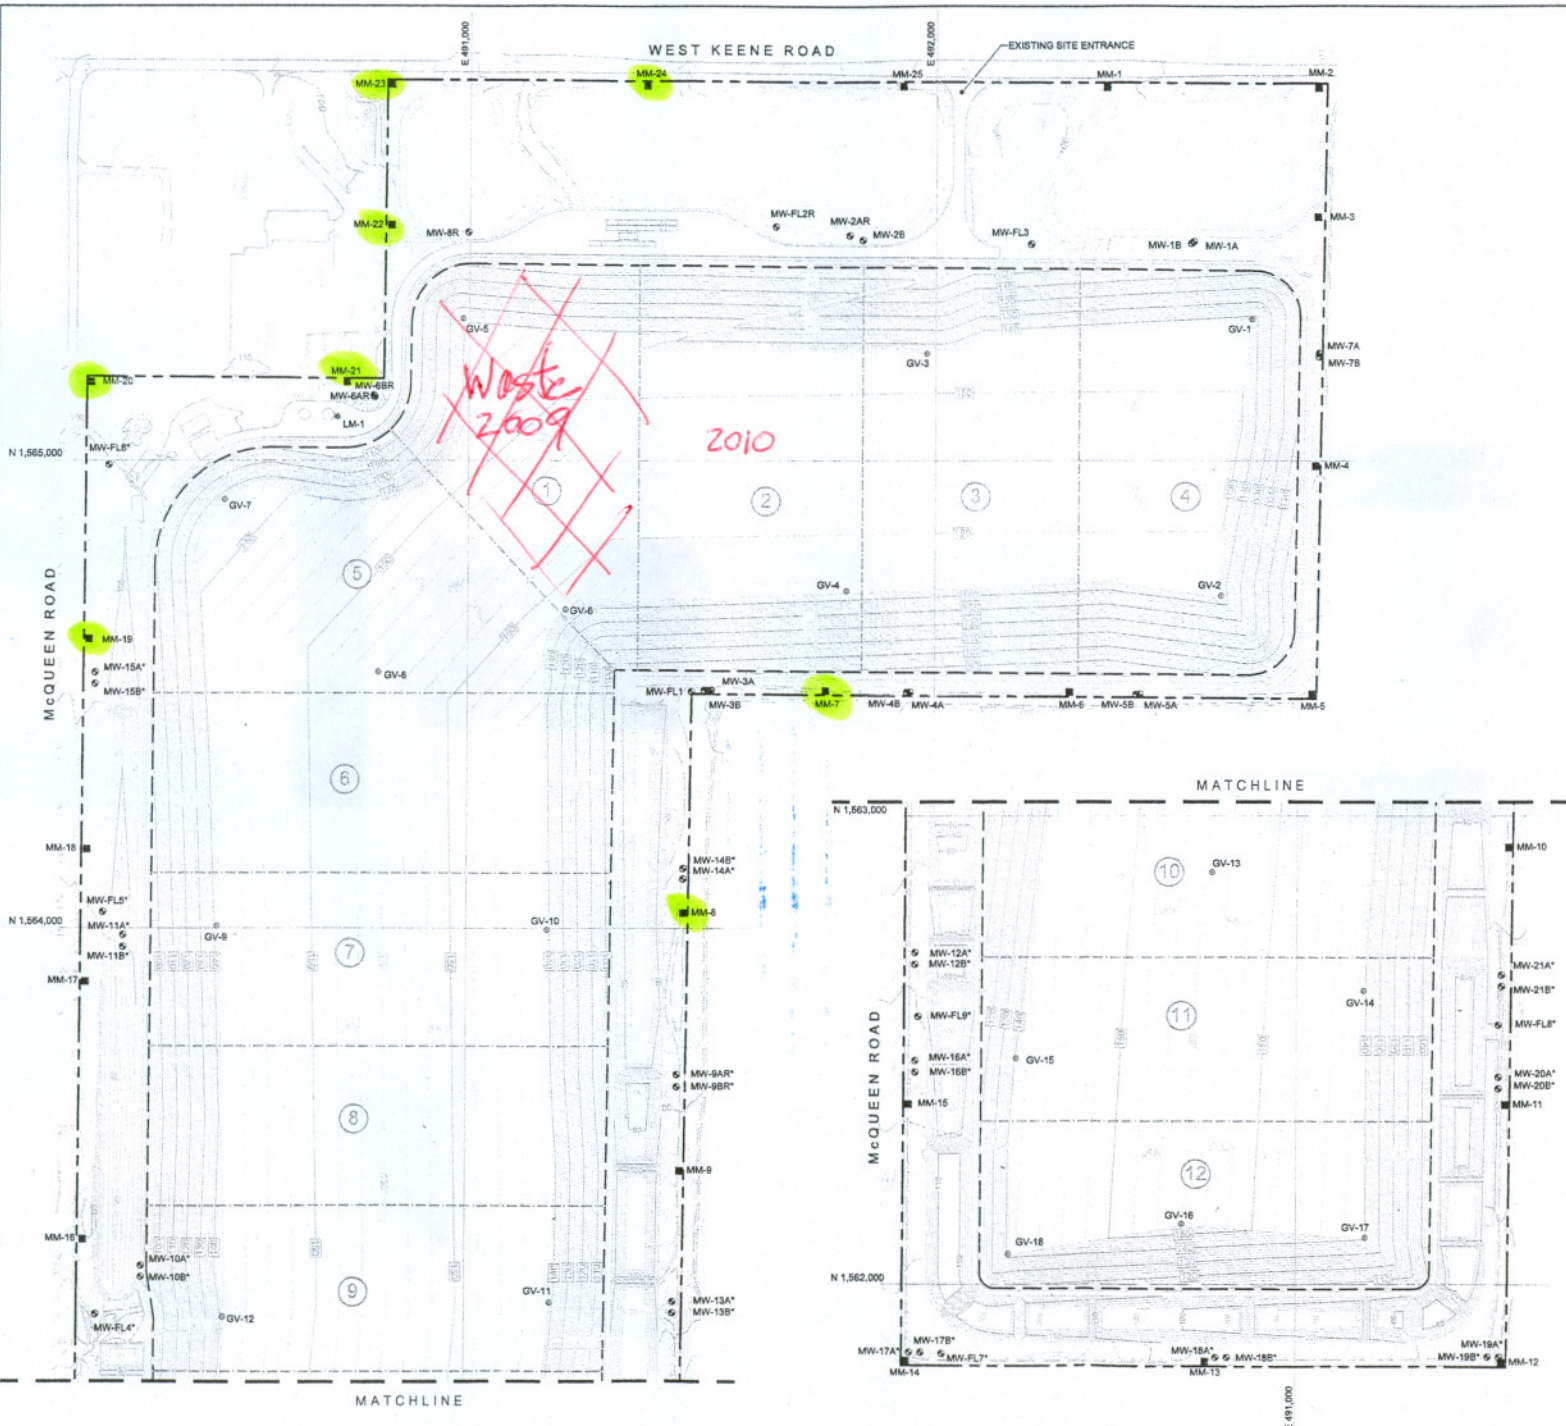 E 491,000
E 492,000
WEST KEENE ROAD
EXISTING SITE ENTRANCE
MM-23
MM-24
MM-25
MM-1
MM-2
MM-22
MW-8R
MW-FL2R
MW-2AR
MW-2B
MW-FL3
MW-1B
MW-1A
MM-3
GV-5
GV-3
GV-1
MW-7A
MW-7B
MM-20
MM-21
MW-6BR
MW-6AR
LM-1
Waste
2009
2010
N 1,565,000
MW-FL6*
MM-4
GV-7
1
2
3
4
5
GV-6
GV-4
GV-2
McQUEEN ROAD
MM-19
MW-15A*
MW-15B*
GV-8
MW-FL1
MW-3A
MW-3B
MM-7
MW-4B
MW-4A
MM-6
MW-5B
MW-5A
MM-5
6
MM-18
MW-14B*
MW-14A*
MW-FL5*
MM-8
N 1,564,000
MW-11A*
MW-11B*
GV-9
GV-10
7
MM-17
MW-9AR*
MW-9BR*
8
MM-9
MM-16
MW-10A*
MW-10B*
9
GV-11
MW-13A*
MW-13B*
MW-FL4*
GV-12
MATCHLINE
MATCHLINE
N 1,563,000
10
GV-13
MM-10
MW-12A*
MW-12B*
MW-21A*
MW-21B*
GV-14
MW-FL9*
11
MW-FL8*
McQUEEN ROAD
MW-16A*
MW-16B*
GV-15
MW-20A*
MW-20B*
MM-15
MM-11
12
GV-16
GV-17
GV-18
N 1,562,000
MW-17A*
MW-17B*
MW-FL7*
MM-14
MW-18A*
MW-18B*
MM-13
MW-19A*
MW-19B*
MM-12
E 491,000